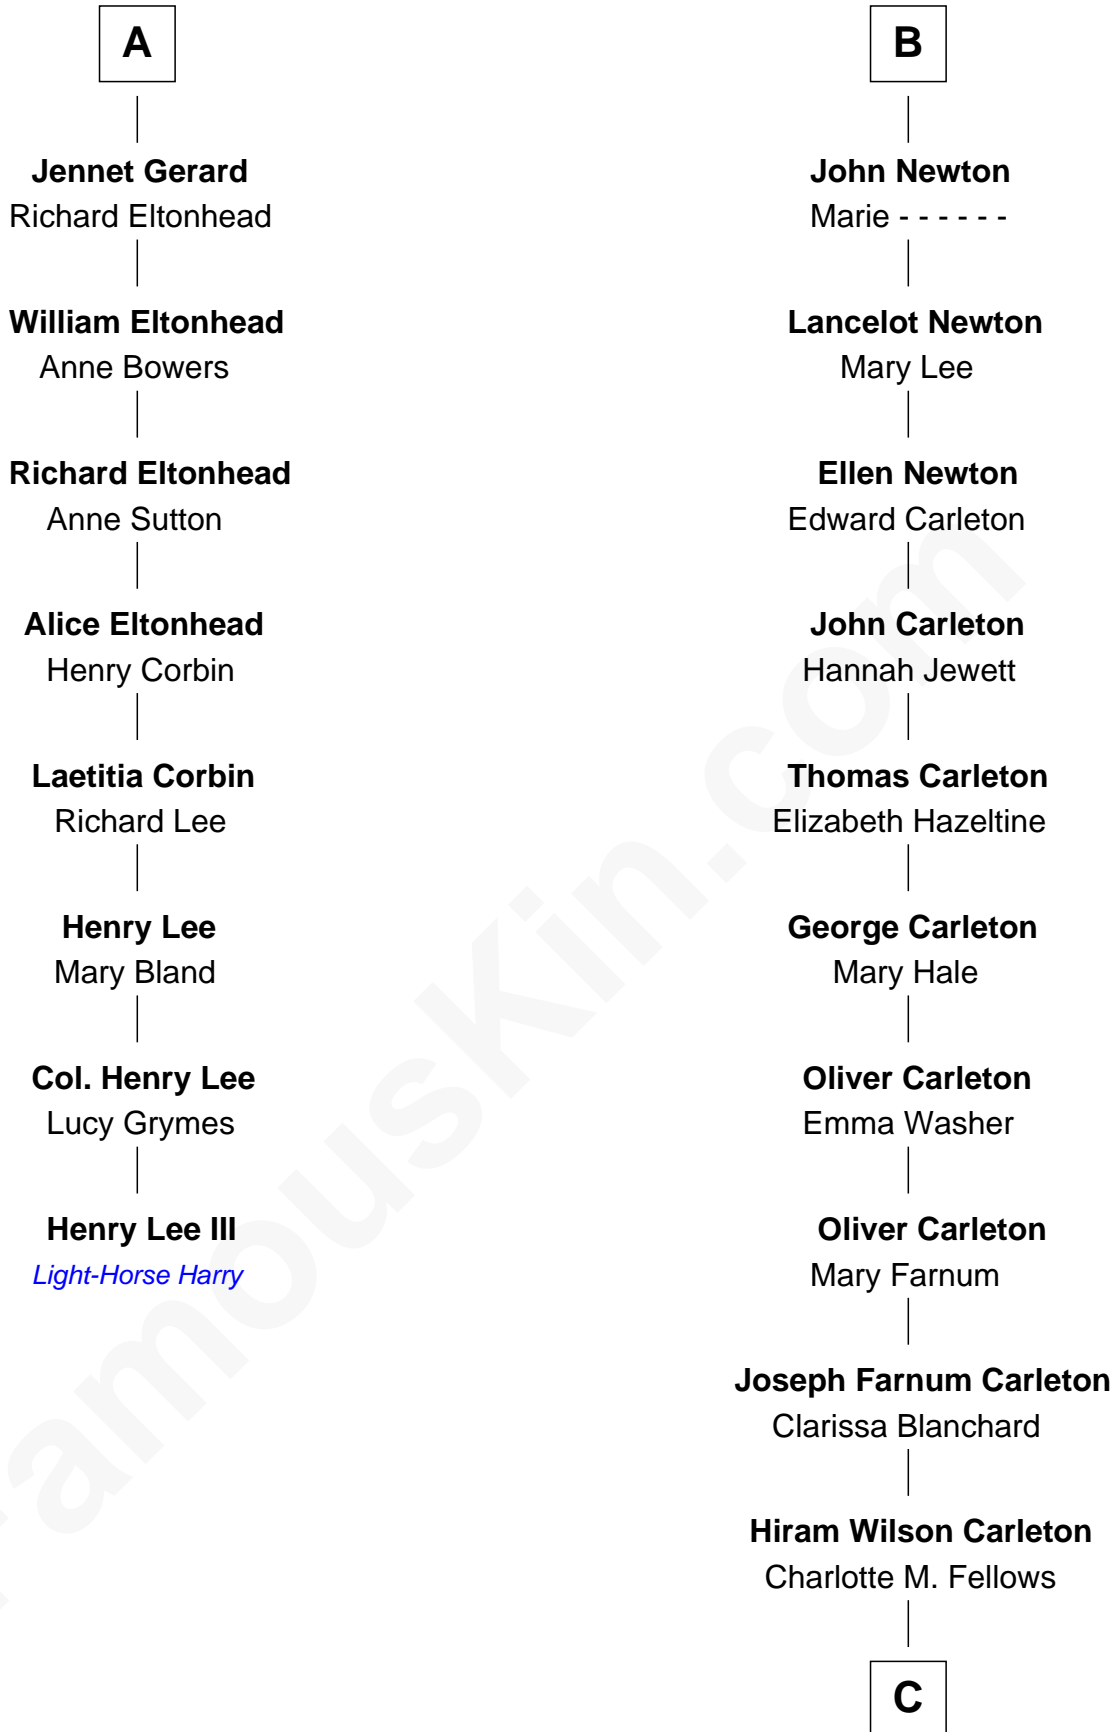 A
Jennet Gerard
Richard Eltonhead
William Eltonhead
Anne Bowers
Richard Eltonhead
Anne Sutton
Alice Eltonhead
Henry Corbin
Laetitia Corbin
Richard Lee
Henry Lee
Mary Bland
Col. Henry Lee
Lucy Grymes
Henry Lee III
Light-Horse Harry
B
John Newton
Marie - - - - - -
Lancelot Newton
Mary Lee
Ellen Newton
Edward Carleton
John Carleton
Hannah Jewett
Thomas Carleton
Elizabeth Hazeltine
George Carleton
Mary Hale
Oliver Carleton
Emma Washer
Oliver Carleton
Mary Farnum
Joseph Farnum Carleton
Clarissa Blanchard
Hiram Wilson Carleton
Charlotte M. Fellows
C
FamousKin.com